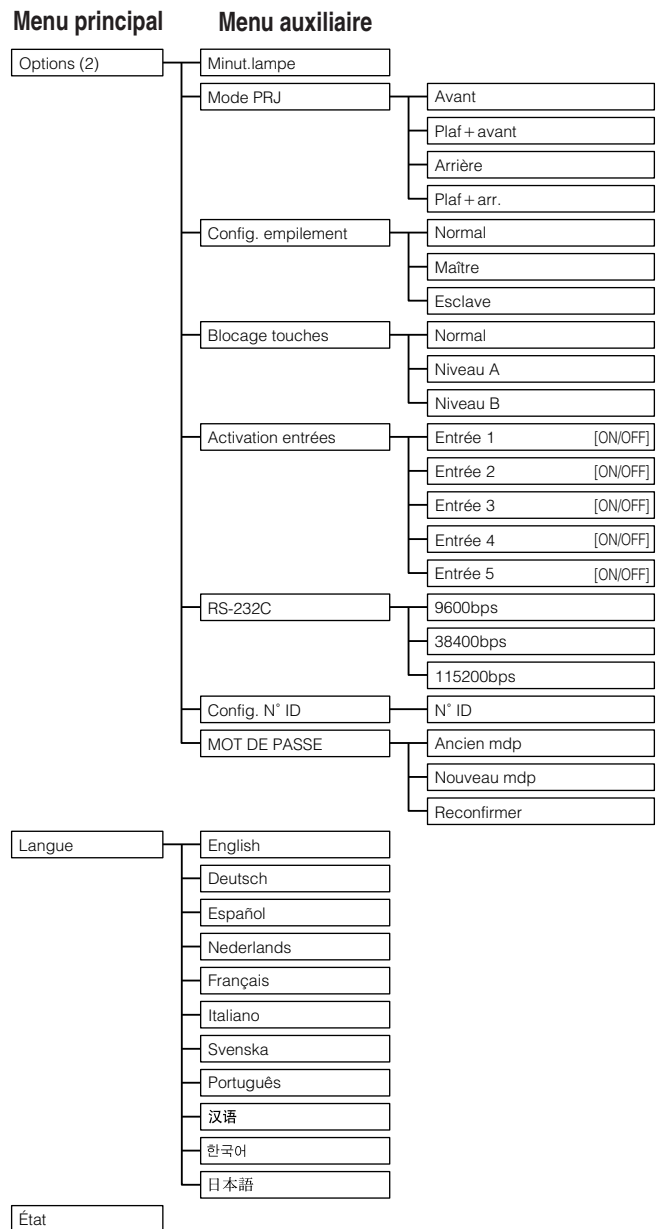 Menu principal Menu auxiliaire
Options (2) Minut.lampe
Mode PRJ Avant
Plaf+avant
Arrière
Plaf+arr.
Config. empilement Normal
Maître
Esclave
Blocage touches Normal
Niveau A
Niveau B
Activation entrées Entrée 1 [ON/OFF]
Entrée 2 [ON/OFF]
Entrée 3 [ON/OFF]
Entrée 4 [ON/OFF]
Entrée 5 [ON/OFF]
RS-232C 9600bps
38400bps
115200bps
Config. N° ID N° ID
MOT DE PASSE Ancien mdp
Nouveau mdp
Reconfirmer
Langue English
Deutsch
Español
Nederlands
Français
Italiano
Svenska
Português
汉语
한국어
日本語
État